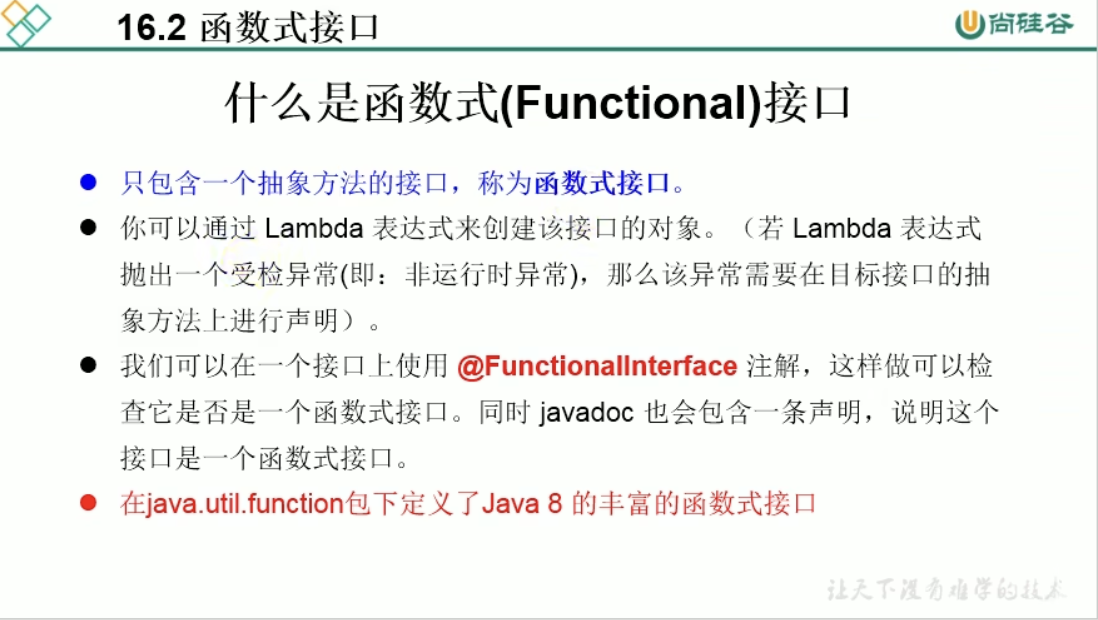 16.2 函数式接口
尚硅谷
什么是函数式(Functional)接口
只包含一个抽象方法的接口，称为函数式接口。
你可以通过 Lambda 表达式来创建该接口的对象。（若 Lambda 表达式
抛出一个受检异常(即：非运行时异常)，那么该异常需要在目标接口的抽
象方法上进行声明）。
我们可以在一个接口上使用 @FunctionalInterface 注解，这样做可以检
查它是否是一个函数式接口。同时 javadoc 也会包含一条声明，说明这个
接口是一个函数式接口。
在java.util.function包下定义了Java 8 的丰富的函数式接口
让天下没有难学的技术